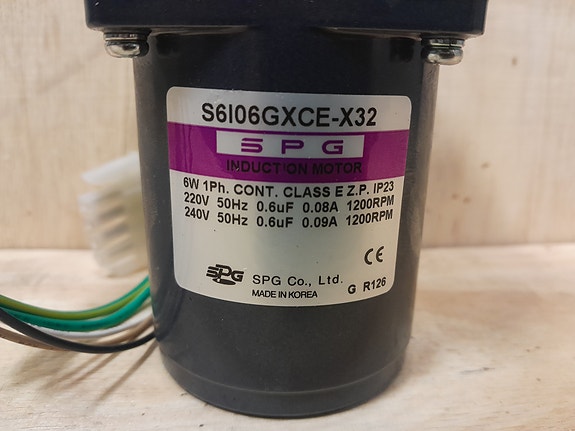 S6I06GXCE-X32
SPG
INDUCTION MOTOR
6W 1Ph. CONT. CLASS E Z.P. IP23
220V 50Hz 0.6uF 0.08A 1200RPM
240V 50Hz 0.6uF 0.09A 1200RPM
CE
SPG SPG Co., Ltd.
MADE IN KOREA
G R126